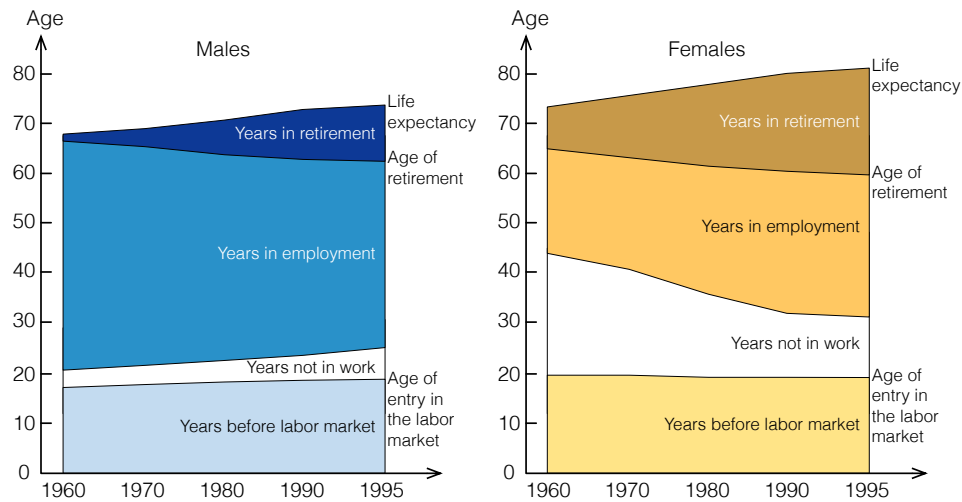 Age
Males
80
70
60
50
40
30
20
10
0
Years in retirement
Years in employment
Years not in work
Years before labor market
Life
expectancy
Age of
retirement
Age of
entry in
the labor
market
1960 1970 1980 1990 1995
Age
Females
80
70
60
50
40
30
20
10
0
Years in retirement
Years in employment
Years not in work
Years before labor market
Life
expectancy
Age of
retirement
Age of
entry in
the labor
market
1960 1970 1980 1990 1995